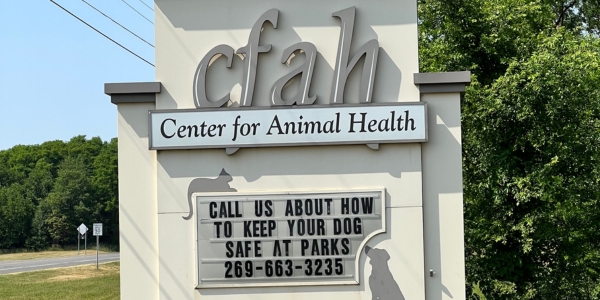 cfah
Center for Animal Health
CALL US ABOUT HOW
TO KEEP YOUR DOG
SAFE AT PARKS
269-663-3235